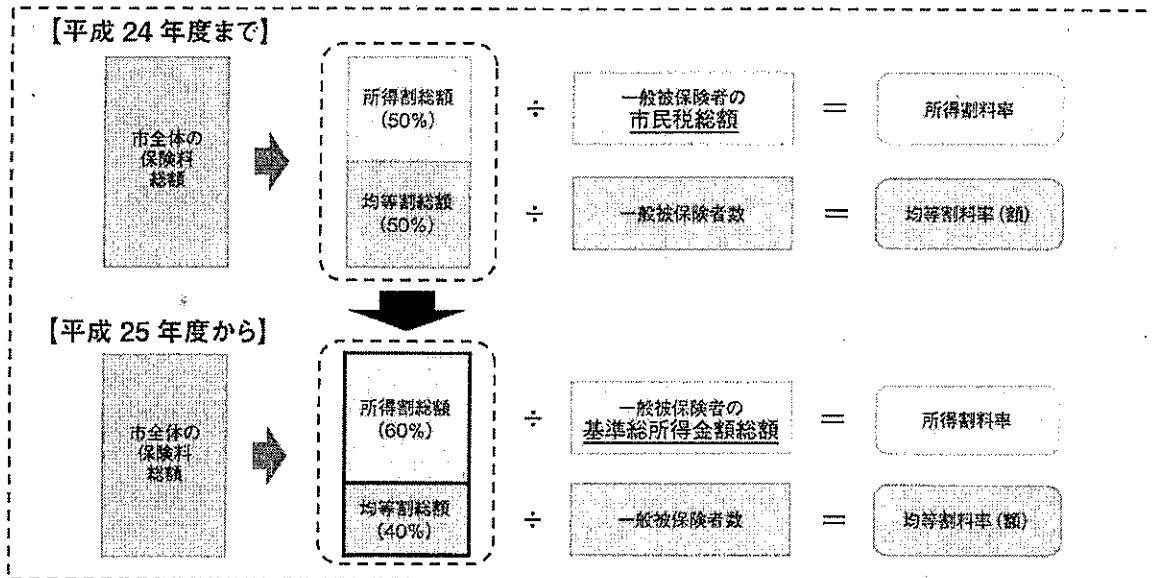 【平成 24 年度まで】
市全体の
保険料
総額
所得割総額
(50%)
÷
一般被保険者の
市民税総額
＝
所得割料率
均等割総額
(50%)
÷
一般被保険者数
＝
均等割料率(額)
【平成 25 年度から】
市全体の
保険料
総額
所得割総額
(60%)
÷
一般被保険者の
基準総所得金額総額
＝
所得割料率
均等割総額
(40%)
÷
一般被保険者数
＝
均等割料率(額)